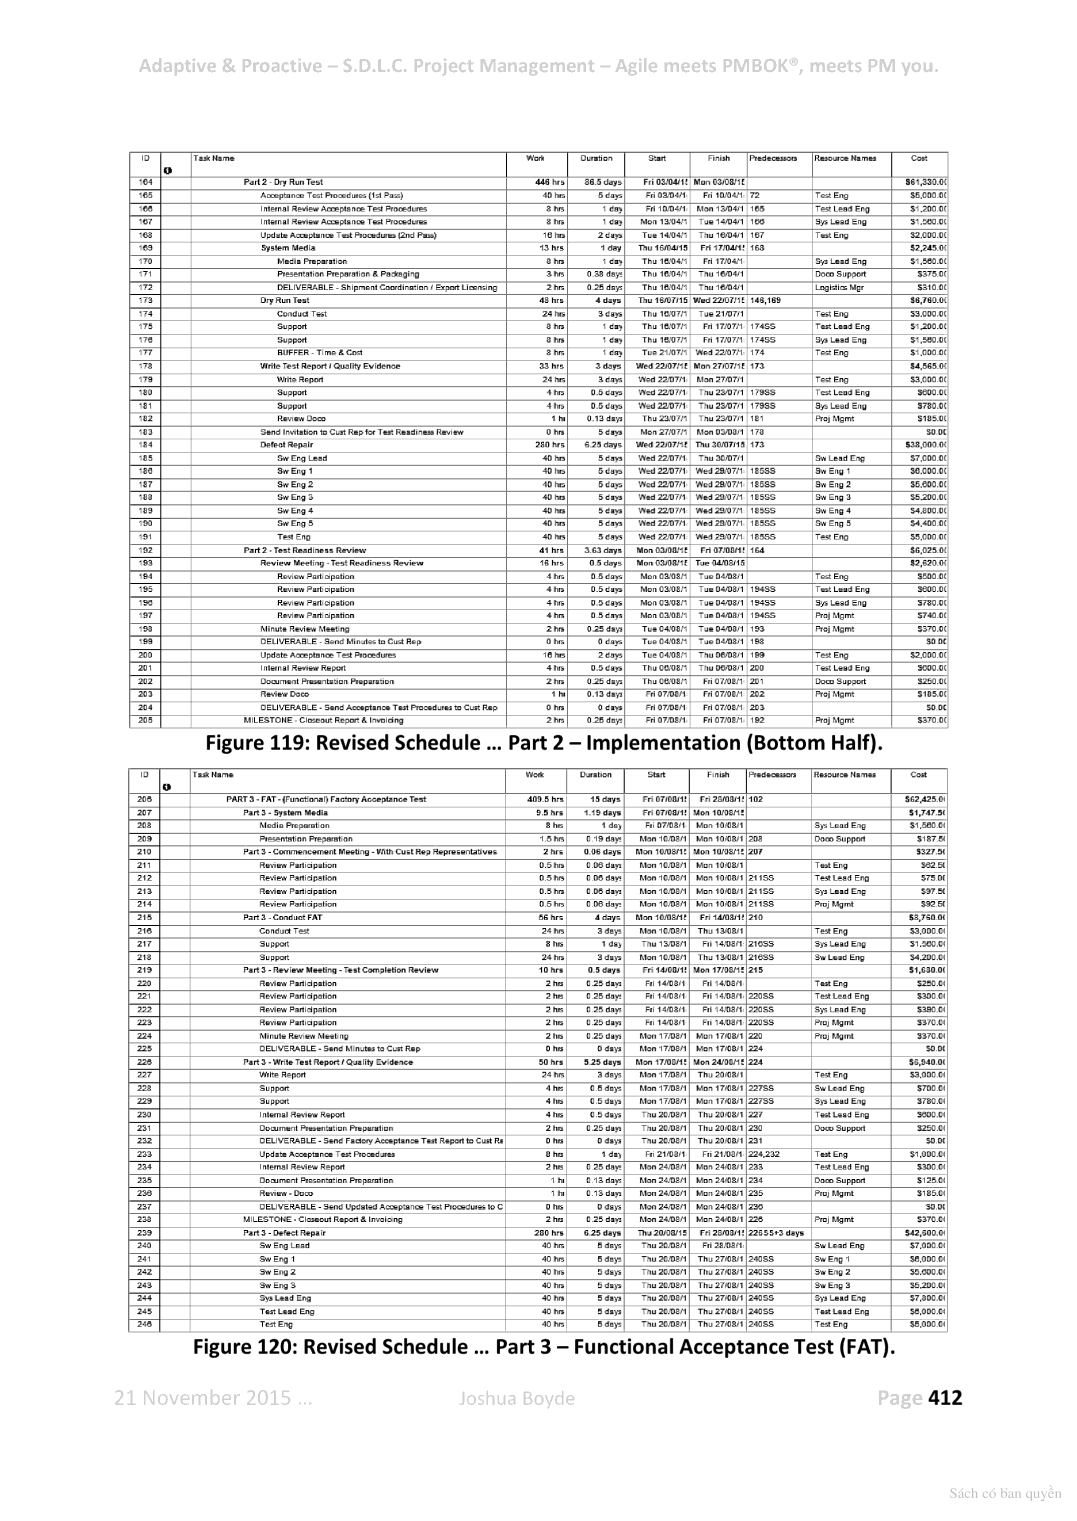 Adaptive & Proactive – S.D.L.C. Project Management – Agile meets PMBOK®, meets PM you.
ID Task Name Work Duration Start Finish Predecessors Resource Names Cost
164 Part 2 - Dry Run Test 446 hrs 86.5 days Fri 03/04/15 Mon 03/08/15 $61,330.00
165 Acceptance Test Procedures (1st Pass) 40 hrs 5 days Fri 03/04/1 Fri 10/04/1 72 Test Eng $5,000.00
166 Internal Review Acceptance Test Procedures 8 hrs 1 day Fri 10/04/1 Mon 13/04/1 165 Test Lead Eng $1,200.00
167 Internal Review Acceptance Test Procedures 8 hrs 1 day Mon 13/04/1 Tue 14/04/1 166 Sys Lead Eng $1,560.00
168 Update Acceptance Test Procedures (2nd Pass) 16 hrs 2 days Tue 14/04/1 Thu 16/04/1 167 Test Eng $2,000.00
169 System Media 13 hrs 1 day Thu 16/04/15 Fri 17/04/15 168 $2,245.00
170 Media Preparation 8 hrs 1 day Thu 16/04/1 Fri 17/04/1 Sys Lead Eng $1,560.00
171 Presentation Preparation & Packaging 3 hrs 0.38 days Thu 16/04/1 Thu 16/04/1 Doco Support $375.00
172 DELIVERABLE - Shipment Coordination / Export Licensing 2 hrs 0.25 days Thu 16/04/1 Thu 16/04/1 Logistics Mgr $310.00
173 Dry Run Test 48 hrs 4 days Thu 16/07/15 Wed 22/07/15 146,169 $6,760.00
174 Conduct Test 24 hrs 3 days Thu 16/07/1 Tue 21/07/1 Test Eng $3,000.00
175 Support 8 hrs 1 day Thu 16/07/1 Fri 17/07/1 174SS Test Lead Eng $1,200.00
176 Support 8 hrs 1 day Thu 16/07/1 Fri 17/07/1 174SS Sys Lead Eng $1,560.00
177 BUFFER - Time & Cost 8 hrs 1 day Tue 21/07/1 Wed 22/07/1 174 Test Eng $1,000.00
178 Write Test Report / Quality Evidence 33 hrs 3 days Wed 22/07/15 Mon 27/07/15 173 $4,565.00
179 Write Report 24 hrs 3 days Wed 22/07/1 Mon 27/07/1 Test Eng $3,000.00
180 Support 4 hrs 0.5 days Wed 22/07/1 Thu 23/07/1 179SS Test Lead Eng $600.00
181 Support 4 hrs 0.5 days Wed 22/07/1 Thu 23/07/1 179SS Sys Lead Eng $780.00
182 Review Doco 1 hr 0.13 days Thu 23/07/1 Thu 23/07/1 181 Proj Mgmt $185.00
183 Send Invitation to Cust Rep for Test Readiness Review 0 hrs 5 days Mon 27/07/1 Mon 03/08/1 178 $0.00
184 Defect Repair 280 hrs 6.25 days Wed 22/07/15 Thu 30/07/15 173 $38,000.00
185 Sw Eng Lead 40 hrs 5 days Wed 22/07/1 Thu 30/07/1 Sw Lead Eng $7,000.00
186 Sw Eng 1 40 hrs 5 days Wed 22/07/1 Wed 29/07/1 185SS Sw Eng 1 $6,000.00
187 Sw Eng 2 40 hrs 5 days Wed 22/07/1 Wed 29/07/1 185SS Sw Eng 2 $5,600.00
188 Sw Eng 3 40 hrs 5 days Wed 22/07/1 Wed 29/07/1 185SS Sw Eng 3 $5,200.00
189 Sw Eng 4 40 hrs 5 days Wed 22/07/1 Wed 29/07/1 185SS Sw Eng 4 $4,800.00
190 Sw Eng 5 40 hrs 5 days Wed 22/07/1 Wed 29/07/1 185SS Sw Eng 5 $4,400.00
191 Test Eng 40 hrs 5 days Wed 22/07/1 Wed 29/07/1 185SS Test Eng $5,000.00
192 Part 2 - Test Readiness Review 41 hrs 3.63 days Mon 03/08/15 Fri 07/08/15 164 $6,025.00
193 Review Meeting - Test Readiness Review 16 hrs 0.5 days Mon 03/08/15 Tue 04/08/15 $2,620.00
194 Review Participation 4 hrs 0.5 days Mon 03/08/1 Tue 04/08/1 Test Eng $500.00
195 Review Participation 4 hrs 0.5 days Mon 03/08/1 Tue 04/08/1 194SS Test Lead Eng $600.00
196 Review Participation 4 hrs 0.5 days Mon 03/08/1 Tue 04/08/1 194SS Sys Lead Eng $780.00
197 Review Participation 4 hrs 0.5 days Mon 03/08/1 Tue 04/08/1 194SS Proj Mgmt $740.00
198 Minute Review Meeting 2 hrs 0.25 days Tue 04/08/1 Tue 04/08/1 193 Proj Mgmt $370.00
199 DELIVERABLE - Send Minutes to Cust Rep 0 hrs 0 days Tue 04/08/1 Tue 04/08/1 198 $0.00
200 Update Acceptance Test Procedures 16 hrs 2 days Tue 04/08/1 Thu 06/08/1 199 Test Eng $2,000.00
201 Internal Review Report 4 hrs 0.5 days Thu 06/08/1 Thu 06/08/1 200 Test Lead Eng $600.00
202 Document Presentation Preparation 2 hrs 0.25 days Thu 06/08/1 Fri 07/08/1 201 Doco Support $250.00
203 Review Doco 1 hr 0.13 days Fri 07/08/1 Fri 07/08/1 202 Proj Mgmt $185.00
204 DELIVERABLE - Send Acceptance Test Procedures to Cust Rep 0 hrs 0 days Fri 07/08/1 Fri 07/08/1 203 $0.00
205 MILESTONE - Closeout Report & Invoicing 2 hrs 0.25 days Fri 07/08/1 Fri 07/08/1 192 Proj Mgmt $370.00
Figure 119: Revised Schedule ... Part 2 – Implementation (Bottom Half).
ID Task Name Work Duration Start Finish Predecessors Resource Names Cost
206 PART 3 - FAT - (Functional) Factory Acceptance Test 409.5 hrs 15 days Fri 07/08/15 Fri 28/08/15 102 $62,425.00
207 Part 3 - System Media 9.5 hrs 1.19 days Fri 07/08/15 Mon 10/08/15 $1,747.50
208 Media Preparation 8 hrs 1 day Fri 07/08/1 Mon 10/08/1 Sys Lead Eng $1,560.00
209 Presentation Preparation 1.5 hrs 0.19 days Mon 10/08/1 Mon 10/08/1 208 Doco Support $187.50
210 Part 3 - Commencement Meeting - With Cust Rep Representatives 2 hrs 0.06 days Mon 10/08/15 Mon 10/08/15 207 $327.50
211 Review Participation 0.5 hrs 0.06 days Mon 10/08/1 Mon 10/08/1 Test Eng $62.50
212 Review Participation 0.5 hrs 0.06 days Mon 10/08/1 Mon 10/08/1 211SS Test Lead Eng $75.00
213 Review Participation 0.5 hrs 0.06 days Mon 10/08/1 Mon 10/08/1 211SS Sys Lead Eng $97.50
214 Review Participation 0.5 hrs 0.06 days Mon 10/08/1 Mon 10/08/1 211SS Proj Mgmt $92.50
215 Part 3 - Conduct FAT 56 hrs 4 days Mon 10/08/15 Fri 14/08/15 210 $8,760.00
216 Conduct Test 24 hrs 3 days Mon 10/08/1 Thu 13/08/1 Test Eng $3,000.00
217 Support 8 hrs 1 day Thu 13/08/1 Fri 14/08/1 216SS Sys Lead Eng $1,560.00
218 Support 24 hrs 3 days Mon 10/08/1 Thu 13/08/1 216SS Sw Lead Eng $4,200.00
219 Part 3 - Review Meeting - Test Completion Review 10 hrs 0.5 days Fri 14/08/15 Mon 17/08/15 215 $1,680.00
220 Review Participation 2 hrs 0.25 days Fri 14/08/1 Fri 14/08/1 Test Eng $250.00
221 Review Participation 2 hrs 0.25 days Fri 14/08/1 Fri 14/08/1 220SS Test Lead Eng $300.00
222 Review Participation 2 hrs 0.25 days Fri 14/08/1 Fri 14/08/1 220SS Sys Lead Eng $390.00
223 Review Participation 2 hrs 0.25 days Fri 14/08/1 Fri 14/08/1 220SS Proj Mgmt $370.00
224 Minute Review Meeting 2 hrs 0.25 days Mon 17/08/1 Mon 17/08/1 220 Proj Mgmt $370.00
225 DELIVERABLE - Send Minutes to Cust Rep 0 hrs 0 days Mon 17/08/1 Mon 17/08/1 224 $0.00
226 Part 3 - Write Test Report / Quality Evidence 50 hrs 5.25 days Mon 17/08/15 Mon 24/08/15 224 $6,940.00
227 Write Report 24 hrs 3 days Mon 17/08/1 Thu 20/08/1 Test Eng $3,000.00
228 Support 4 hrs 0.5 days Mon 17/08/1 Mon 17/08/1 227SS Sw Lead Eng $700.00
229 Support 4 hrs 0.5 days Mon 17/08/1 Mon 17/08/1 227SS Sys Lead Eng $780.00
230 Internal Review Report 4 hrs 0.5 days Thu 20/08/1 Thu 20/08/1 227 Test Lead Eng $600.00
231 Document Presentation Preparation 2 hrs 0.25 days Thu 20/08/1 Thu 20/08/1 230 Doco Support $250.00
232 DELIVERABLE - Send Factory Acceptance Test Report to Cust Re 0 hrs 0 days Thu 20/08/1 Thu 20/08/1 231 $0.00
233 Update Acceptance Test Procedures 8 hrs 1 day Fri 21/08/1 Fri 21/08/1 224,232 Test Eng $1,000.00
234 Internal Review Report 2 hrs 0.25 days Mon 24/08/1 Mon 24/08/1 233 Test Lead Eng $300.00
235 Document Presentation Preparation 1 hr 0.13 days Mon 24/08/1 Mon 24/08/1 234 Doco Support $125.00
236 Review - Doco 1 hr 0.13 days Mon 24/08/1 Mon 24/08/1 235 Proj Mgmt $185.00
237 DELIVERABLE - Send Updated Acceptance Test Procedures to C 0 hrs 0 days Mon 24/08/1 Mon 24/08/1 236 $0.00
238 MILESTONE - Closeout Report & Invoicing 2 hrs 0.25 days Mon 24/08/1 Mon 24/08/1 226 Proj Mgmt $370.00
239 Part 3 - Defect Repair 280 hrs 6.25 days Thu 20/08/15 Fri 28/08/15 226SS+3 days $42,600.00
240 Sw Eng Lead 40 hrs 5 days Thu 20/08/1 Fri 28/08/1 Sw Lead Eng $7,000.00
241 Sw Eng 1 40 hrs 5 days Thu 20/08/1 Thu 27/08/1 240SS Sw Eng 1 $6,000.00
242 Sw Eng 2 40 hrs 5 days Thu 20/08/1 Thu 27/08/1 240SS Sw Eng 2 $5,600.00
243 Sw Eng 3 40 hrs 5 days Thu 20/08/1 Thu 27/08/1 240SS Sw Eng 3 $5,200.00
244 Sys Lead Eng 40 hrs 5 days Thu 20/08/1 Thu 27/08/1 240SS Sys Lead Eng $7,800.00
245 Test Lead Eng 40 hrs 5 days Thu 20/08/1 Thu 27/08/1 240SS Test Lead Eng $6,000.00
246 Test Eng 40 hrs 5 days Thu 20/08/1 Thu 27/08/1 240SS Test Eng $5,000.00
Figure 120: Revised Schedule ... Part 3 – Functional Acceptance Test (FAT).
21 November 2015 ... Joshua Boyde Page 412
Sách có bản quyền